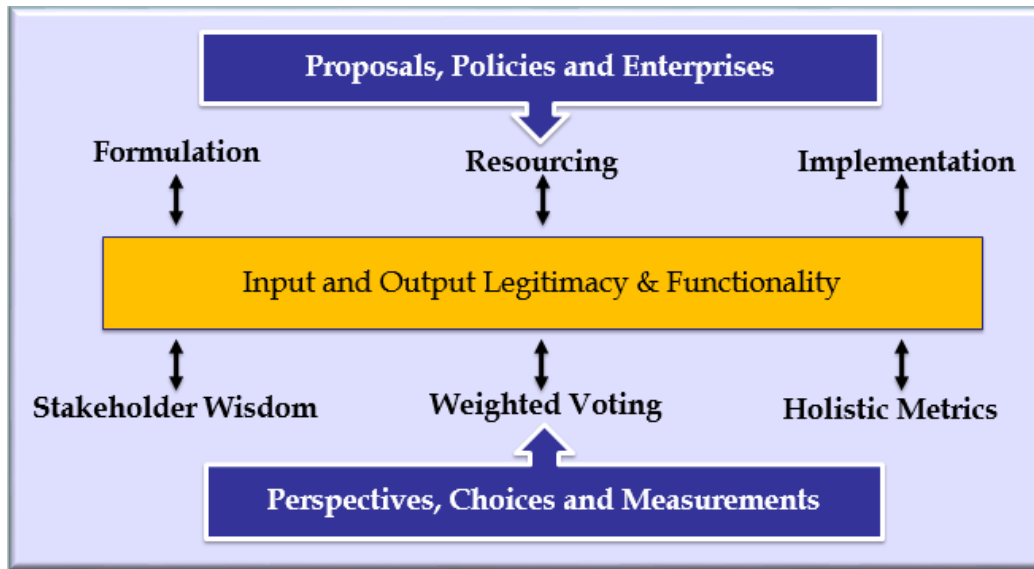 Proposals, Policies and Enterprises
Formulation
Resourcing
Implementation
Input and Output Legitimacy & Functionality
Stakeholder Wisdom
Weighted Voting
Holistic Metrics
Perspectives, Choices and Measurements